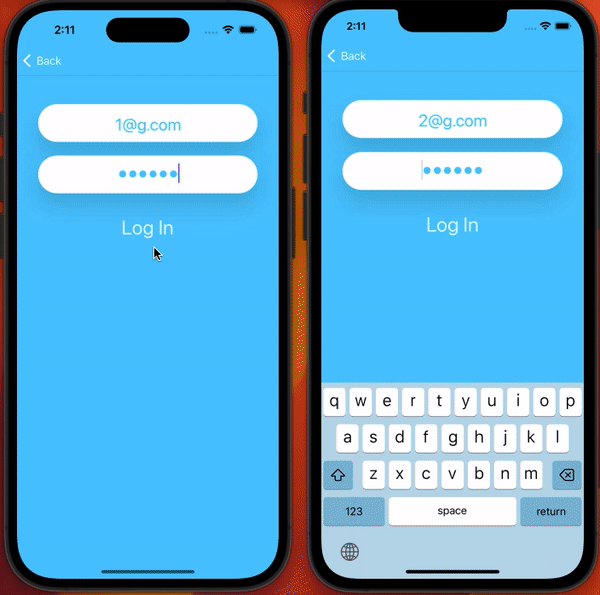 2:11
Back
1@g.com
••••••
Log In
2:11
Back
2@g.com
••••••
Log In
q w e r t y u i o p
a s d f g h j k l
z x c v b n m
123 space return